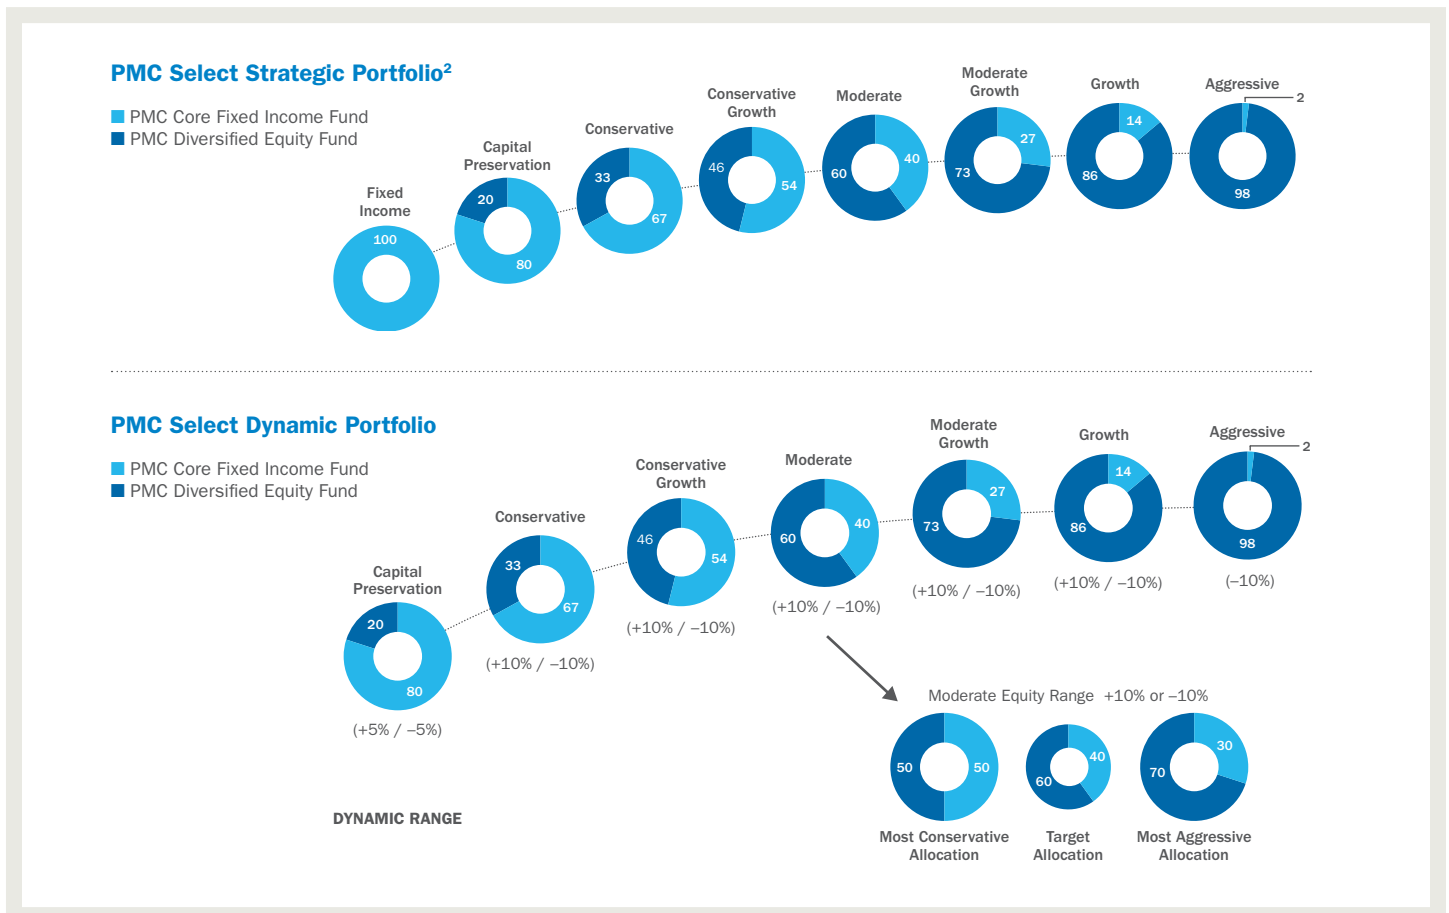 PMC Select Strategic Portfolio²
PMC Core Fixed Income Fund
PMC Diversified Equity Fund
Fixed
Income
100
Capital
Preservation
20
80
Conservative
33
67
Conservative
Growth
46
54
Moderate
60
40
Moderate
Growth
27
73
Growth
14
86
Aggressive
2
98
PMC Select Dynamic Portfolio
PMC Core Fixed Income Fund
PMC Diversified Equity Fund
Capital
Preservation
20
80
(+5% / –5%)
Conservative
33
67
(+10% / –10%)
Conservative
Growth
46
54
(+10% / –10%)
Moderate
60
40
(+10% / –10%)
Moderate
Growth
27
73
(+10% / –10%)
Growth
14
86
(+10% / –10%)
Aggressive
2
98
(–10%)
Moderate Equity Range +10% or –10%
50
50
Most Conservative
Allocation
40
60
Target
Allocation
30
70
Most Aggressive
Allocation
DYNAMIC RANGE